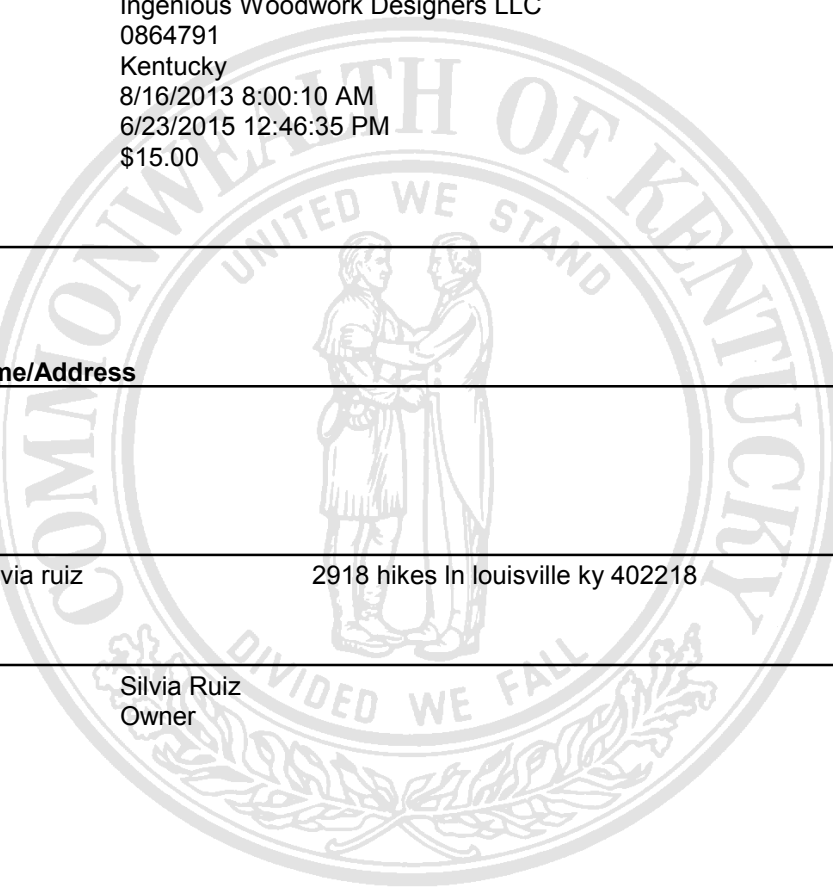 Ingenious Woodwork Designers LLC
0864791
Kentucky
8/16/2013 8:00:10 AM
6/23/2015 12:46:35 PM
$15.00
COMMONWEALTH OF KENTUCKY
UNITED WE STAND
me/Address
via ruiz 2918 hikes ln louisville ky 402218
DIVIDED WE FALL
Silvia Ruiz
Owner